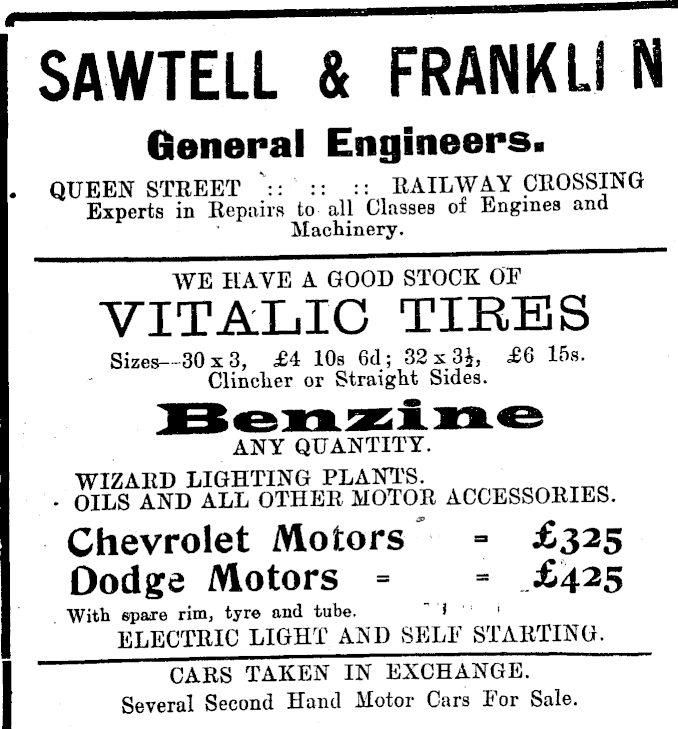 SAWTELL & FRANKLIN
General Engineers.
QUEEN STREET :: :: :: RAILWAY CROSSING
Experts in Repairs to all Classes of Engines and
Machinery.
WE HAVE A GOOD STOCK OF
VITALIC TIRES
Sizes—30 x 3, £4 10s 6d; 32 x 3½, £6 15s.
Clincher or Straight Sides.
Benzine
ANY QUANTITY.
WIZARD LIGHTING PLANTS.
OILS AND ALL OTHER MOTOR ACCESSORIES.
Chevrolet Motors = £325
Dodge Motors = = £425
With spare rim, tyre and tube.
ELECTRIC LIGHT AND SELF STARTING.
CARS TAKEN IN EXCHANGE.
Several Second Hand Motor Cars For Sale.